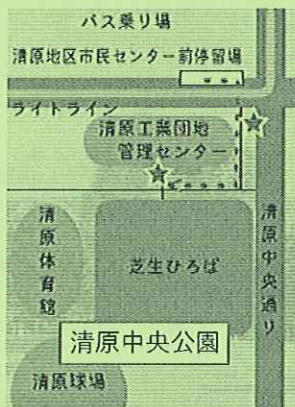 バス乗り場
清原地区市民センター前停留場
ライトライン
清原工業団地
管理センター
清原体育館
芝生ひろば
清原中央通り
清原中央公園
清原球場